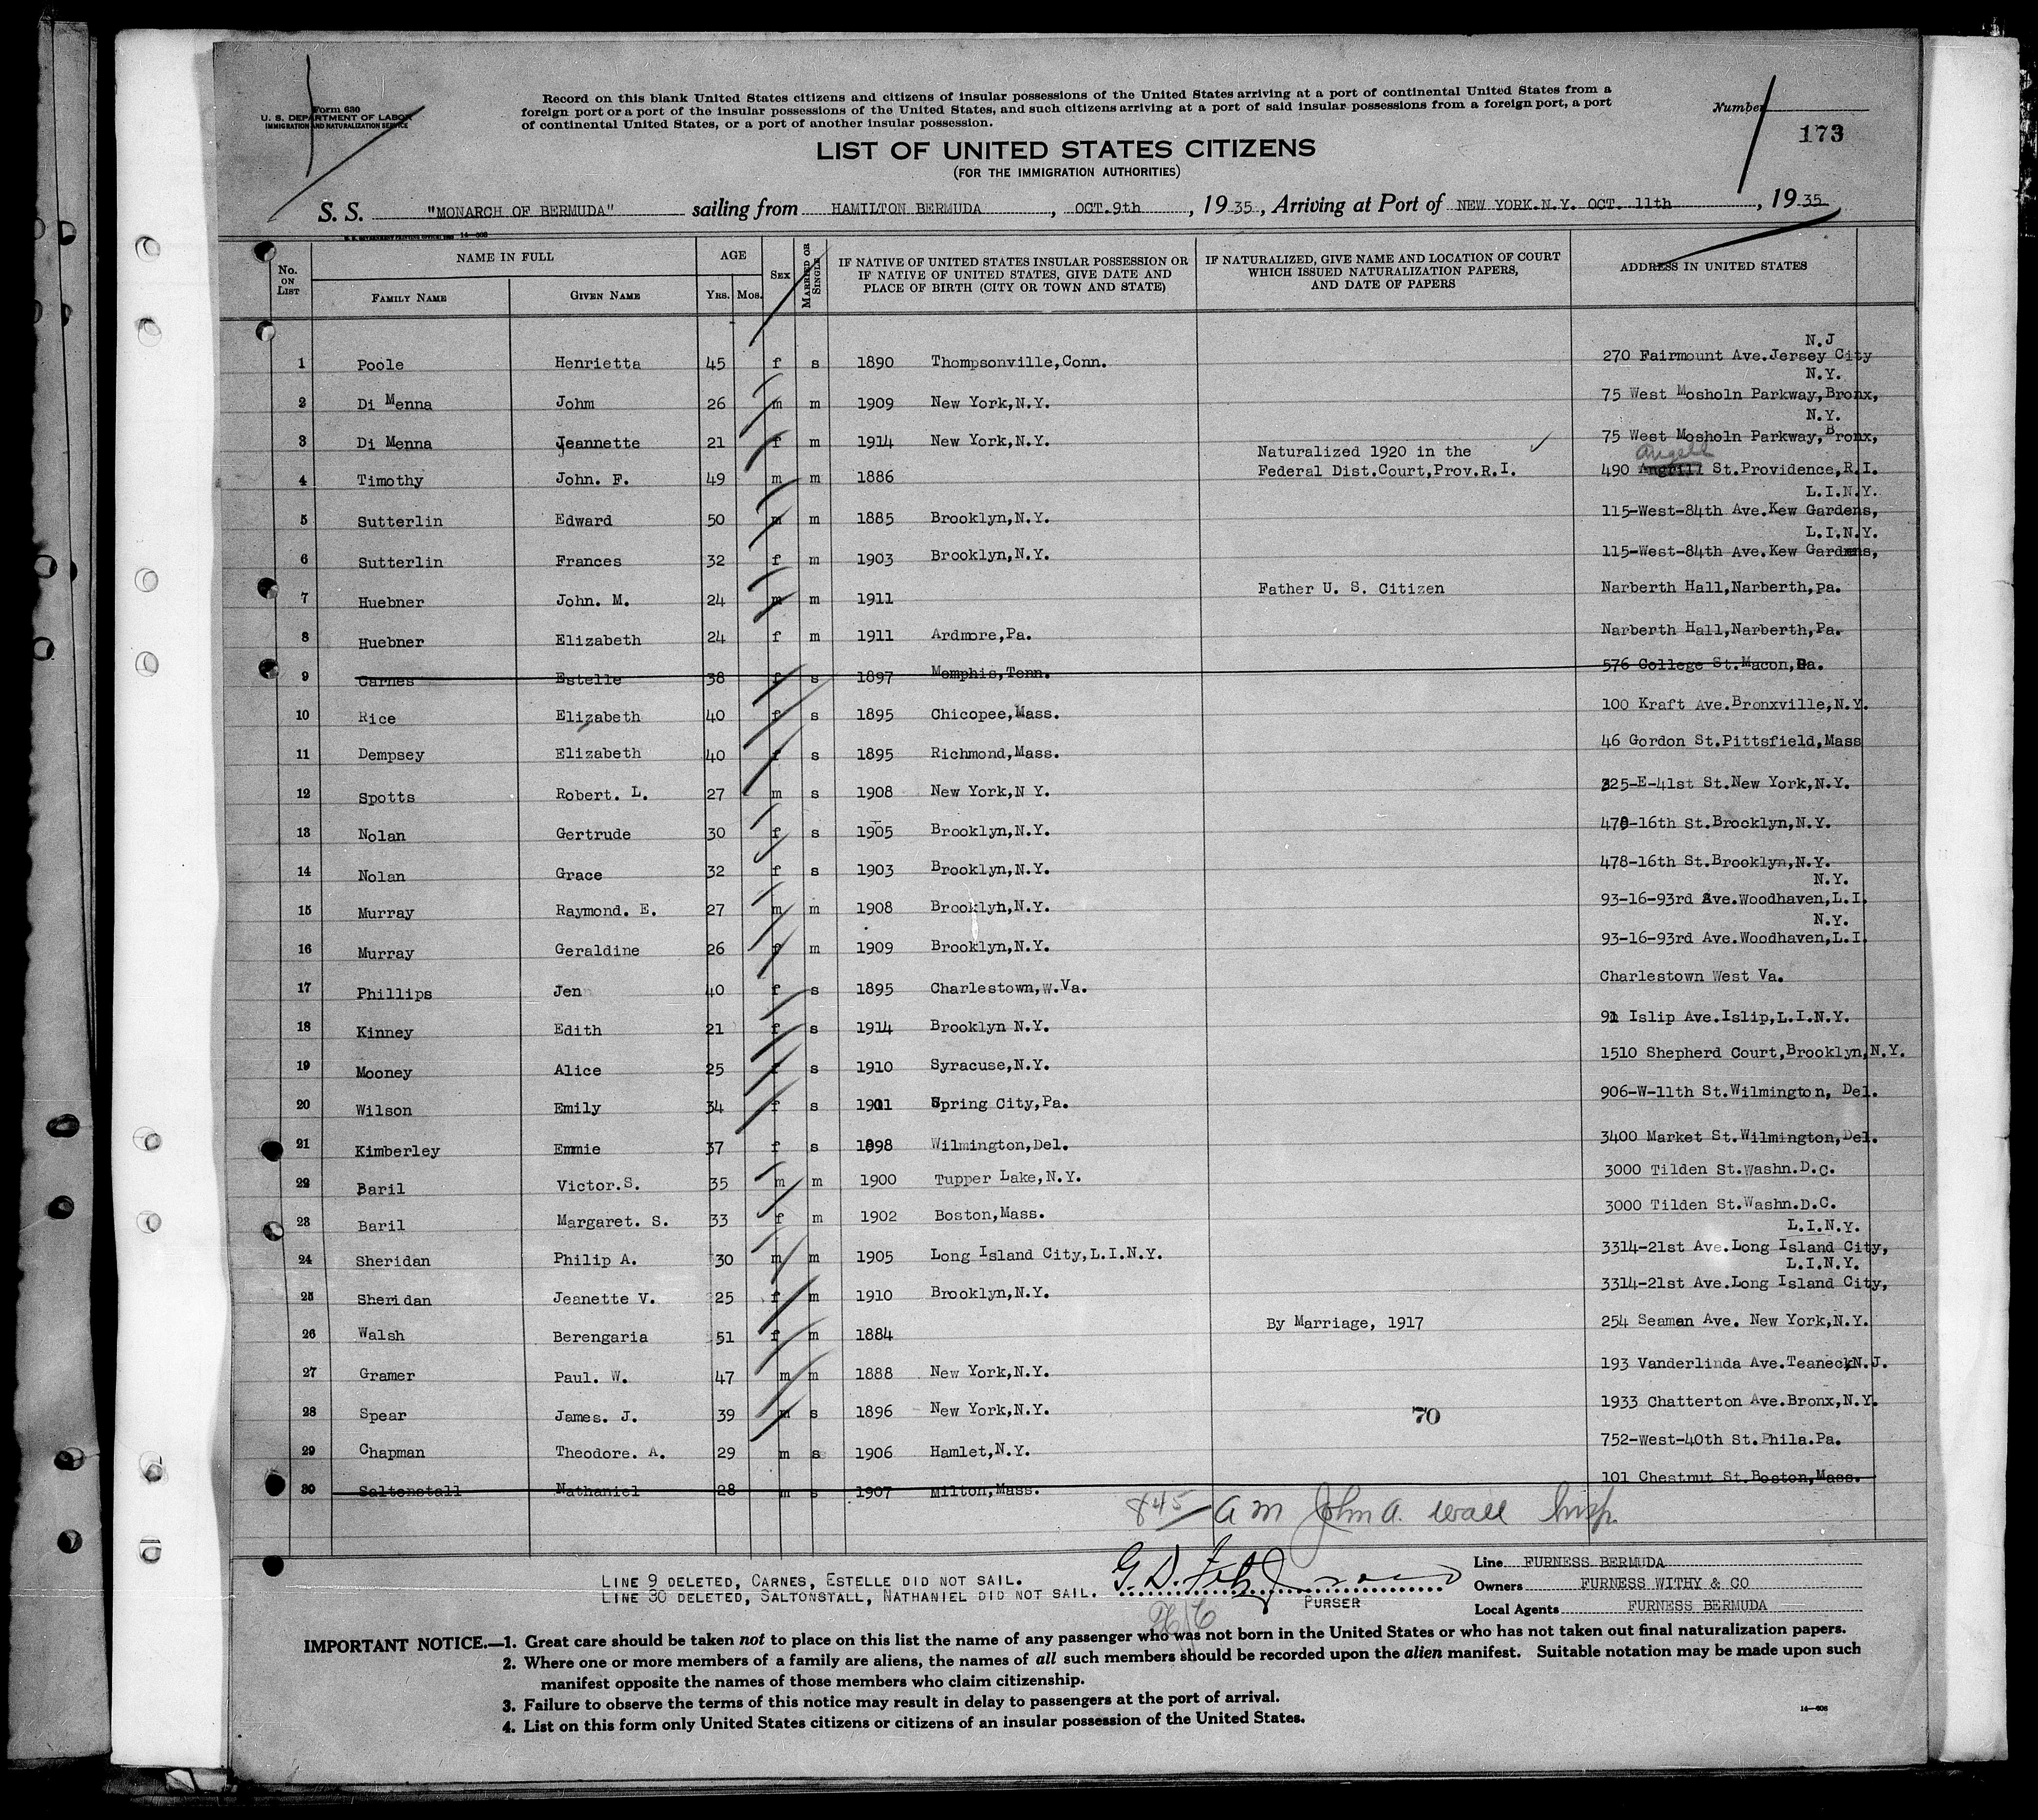 Form 630
U. S. DEPARTMENT OF LABOR
IMMIGRATION AND NATURALIZATION SERVICE
Record on this blank United States citizens and citizens of insular possessions of the United States arriving at a port of continental United States from a
foreign port or a port of the insular possessions of the United States, and such citizens arriving at a port of said insular possessions from a foreign port, a port
of continental United States, or a port of another insular possession.
Number
173
LIST OF UNITED STATES CITIZENS
(FOR THE IMMIGRATION AUTHORITIES)
S. S. "MONARCH OF BERMUDA" sailing from HAMILTON BERMUDA, OCT.9th, 1935, Arriving at Port of NEW YORK.N.Y. OCT. 11th, 1935
14—608
No. ON LIST NAME IN FULL FAMILY NAME GIVEN NAME AGE YRS. MOS. SEX MARRIED OR SINGLE IF NATIVE OF UNITED STATES INSULAR POSSESSION OR IF NATIVE OF UNITED STATES, GIVE DATE AND PLACE OF BIRTH (CITY OR TOWN AND STATE) IF NATURALIZED, GIVE NAME AND LOCATION OF COURT WHICH ISSUED NATURALIZATION PAPERS, AND DATE OF PAPERS ADDRESS IN UNITED STATES
N.J
1 Poole Henrietta 45 f s 1890 Thompsonville,Conn. 270 Fairmount Ave.Jersey City
N.Y.
2 Di Menna Johm 26 m m 1909 New York,N.Y. 75 West Mosholn Parkway,Bronx,
N.Y.
3 Di Menna Jeannette 21 f m 1914 New York,N.Y. 75 West Mosholn Parkway,Bronx,
Naturalized 1920 in the
Angell
4 Timothy John. F. 49 m m 1886 Federal Dist.Court,Prov.R.I. 490 St.Providence,R.I.
L.I.N.Y.
5 Sutterlin Edward 50 m m 1885 Brooklyn,N.Y. 115-West-84th Ave.Kew Gardens,
L.I.N.Y.
6 Sutterlin Frances 32 f m 1903 Brooklyn,N.Y. 115-West-84th Ave.Kew Gardens,
7 Huebner John. M. 24 m m 1911 Father U. S. Citizen Narberth Hall,Narberth,Pa.
8 Huebner Elizabeth 24 f m 1911 Ardmore,Pa. Narberth Hall,Narberth,Pa.
9 Carnes Estelle 38 f s 1897 Memphis,Tenn. 576 College St.Macon,Ga.
10 Rice Elizabeth 40 f s 1895 Chicopee,Mass. 100 Kraft Ave.Bronxville,N.Y.
11 Dempsey Elizabeth 40 f s 1895 Richmond,Mass. 46 Gordon St.Pittsfield,Mass
12 Spotts Robert. L. 27 m s 1908 New York,N Y. 325-E-41st St.New York,N.Y.
13 Nolan Gertrude 30 f s 1905 Brooklyn,N.Y. 478-16th St.Brooklyn,N.Y.
14 Nolan Grace 32 f s 1903 Brooklyn,N.Y. 478-16th St.Brooklyn,N.Y.
N.Y.
15 Murray Raymond. E. 27 m m 1908 Brooklyn,N.Y. 93-16-93rd Ave.Woodhaven,L.I.
N.Y.
16 Murray Geraldine 26 f m 1909 Brooklyn,N.Y. 93-16-93rd Ave.Woodhaven,L.I.
17 Phillips Jen 40 f s 1895 Charlestown,W.Va. Charlestown West Va.
18 Kinney Edith 21 f s 1914 Brooklyn N.Y. 91 Islip Ave.Islip,L.I.N.Y.
19 Mooney Alice 25 f s 1910 Syracuse,N.Y. 1510 Shepherd Court,Brooklyn,N.Y.
20 Wilson Emily 34 f s 1901 Spring City,Pa. 906-W-11th St.Wilmington, Del.
21 Kimberley Emmie 37 f s 1898 Wilmington,Del. 3400 Market St.Wilmington,Del.
22 Baril Victor.S. 35 m m 1900 Tupper Lake,N.Y. 3000 Tilden St.Washn.D.C.
23 Baril Margaret. S. 33 f m 1902 Boston,Mass. 3000 Tilden St.Washn.D.C.
L.I.N.Y.
24 Sheridan Philip A. 30 m m 1905 Long Island City,L.I.N.Y. 3314-21st Ave.Long Island City,
L.I.N.Y.
25 Sheridan Jeanette V. 25 f m 1910 Brooklyn,N.Y. 3314-21st Ave.Long Island City,
26 Walsh Berengaria 51 f m 1884 By Marriage, 1917 254 Seaman Ave. New York,N.Y.
27 Gramer Paul. W. 47 m m 1888 New York,N.Y. 193 Vanderlinda Ave.Teaneck,N.J.
28 Spear James. J. 39 m s 1896 New York,N.Y. 70 1933 Chatterton Ave.Bronx,N.Y.
29 Chapman Theodore. A. 29 m s 1906 Hamlet,N.Y. 752-West-40th St.Phila.Pa.
30 Saltonstall Nathaniel 28 m s 1907 Milton,Mass. 101 Chestnut St.Boston,Mass.
845 am John A. Wall Insp.
LINE 9 DELETED, CARNES, ESTELLE DID NOT SAIL.
LINE 30 DELETED, SALTONSTALL, NATHANIEL DID NOT SAIL.
G. D.
PURSER
Line FURNESS BERMUDA
Owners FURNESS WITHY & CO
Local Agents FURNESS BERMUDA
IMPORTANT NOTICE.—1. Great care should be taken not to place on this list the name of any passenger who was not born in the United States or who has not taken out final naturalization papers.
2. Where one or more members of a family are aliens, the names of all such members should be recorded upon the alien manifest. Suitable notation may be made upon such
manifest opposite the names of those members who claim citizenship.
3. Failure to observe the terms of this notice may result in delay to passengers at the port of arrival.
4. List on this form only United States citizens or citizens of an insular possession of the United States.
14—608